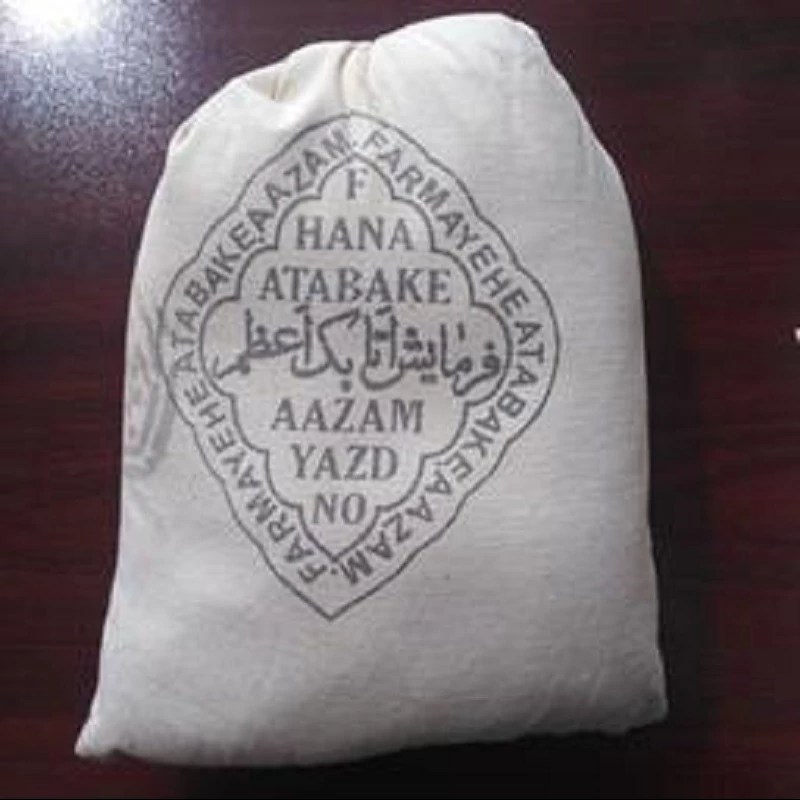 FARMAYEHE ATABAKE AAZAM. FARMAYEHE ATABAKE AAZAM.
F
HANA
ATABAKE
فرمایش اتابک اعظم
AAZAM
YAZD
NO